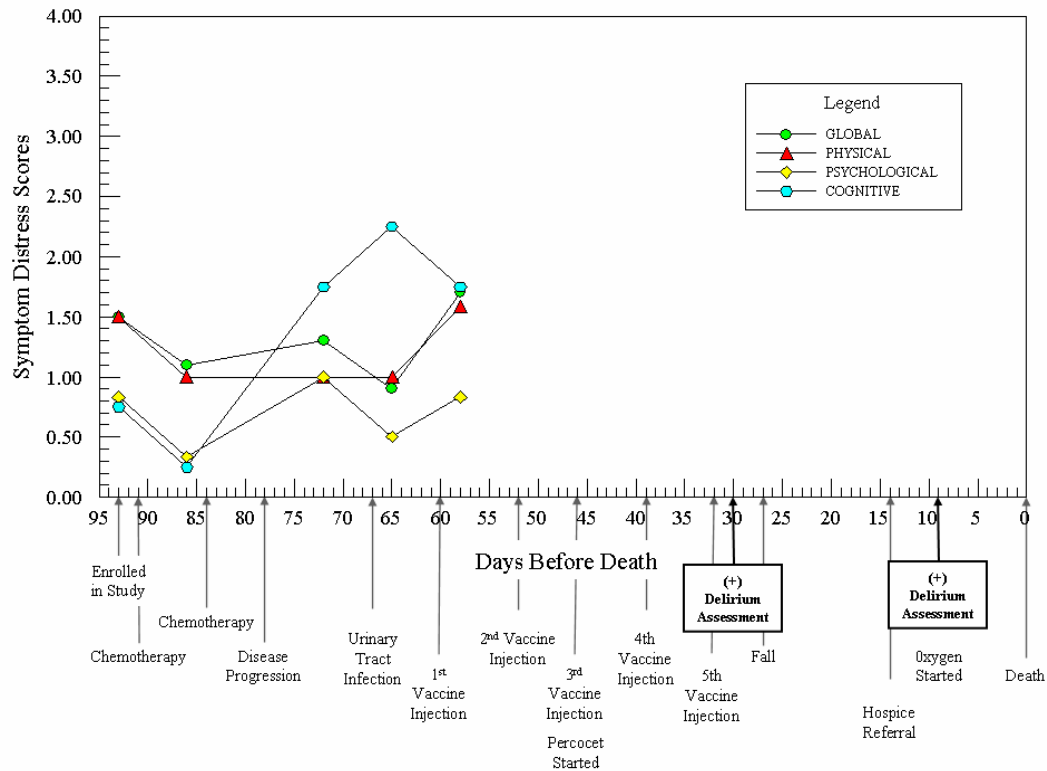 4.00
3.50
3.00
2.50
2.00
1.50
1.00
0.50
0.00
Symptom Distress Scores
Legend
GLOBAL
PHYSICAL
PSYCHOLOGICAL
COGNITIVE
95 90 85 80 75 70 65 60 55 50 45 40 35 30 25 20 15 10 5 0
Days Before Death
Enrolled
in Study
Chemotherapy
Chemotherapy
Disease
Progression
Urinary
Tract
Infection
1st
Vaccine
Injection
2nd Vaccine
Injection
3rd
Vaccine
Injection
Percocet
Started
4th
Vaccine
Injection
5th
Vaccine
Injection
(+)
Delirium
Assessment
Fall
Hospice
Referral
(+)
Delirium
Assessment
0xygen
Started
Death